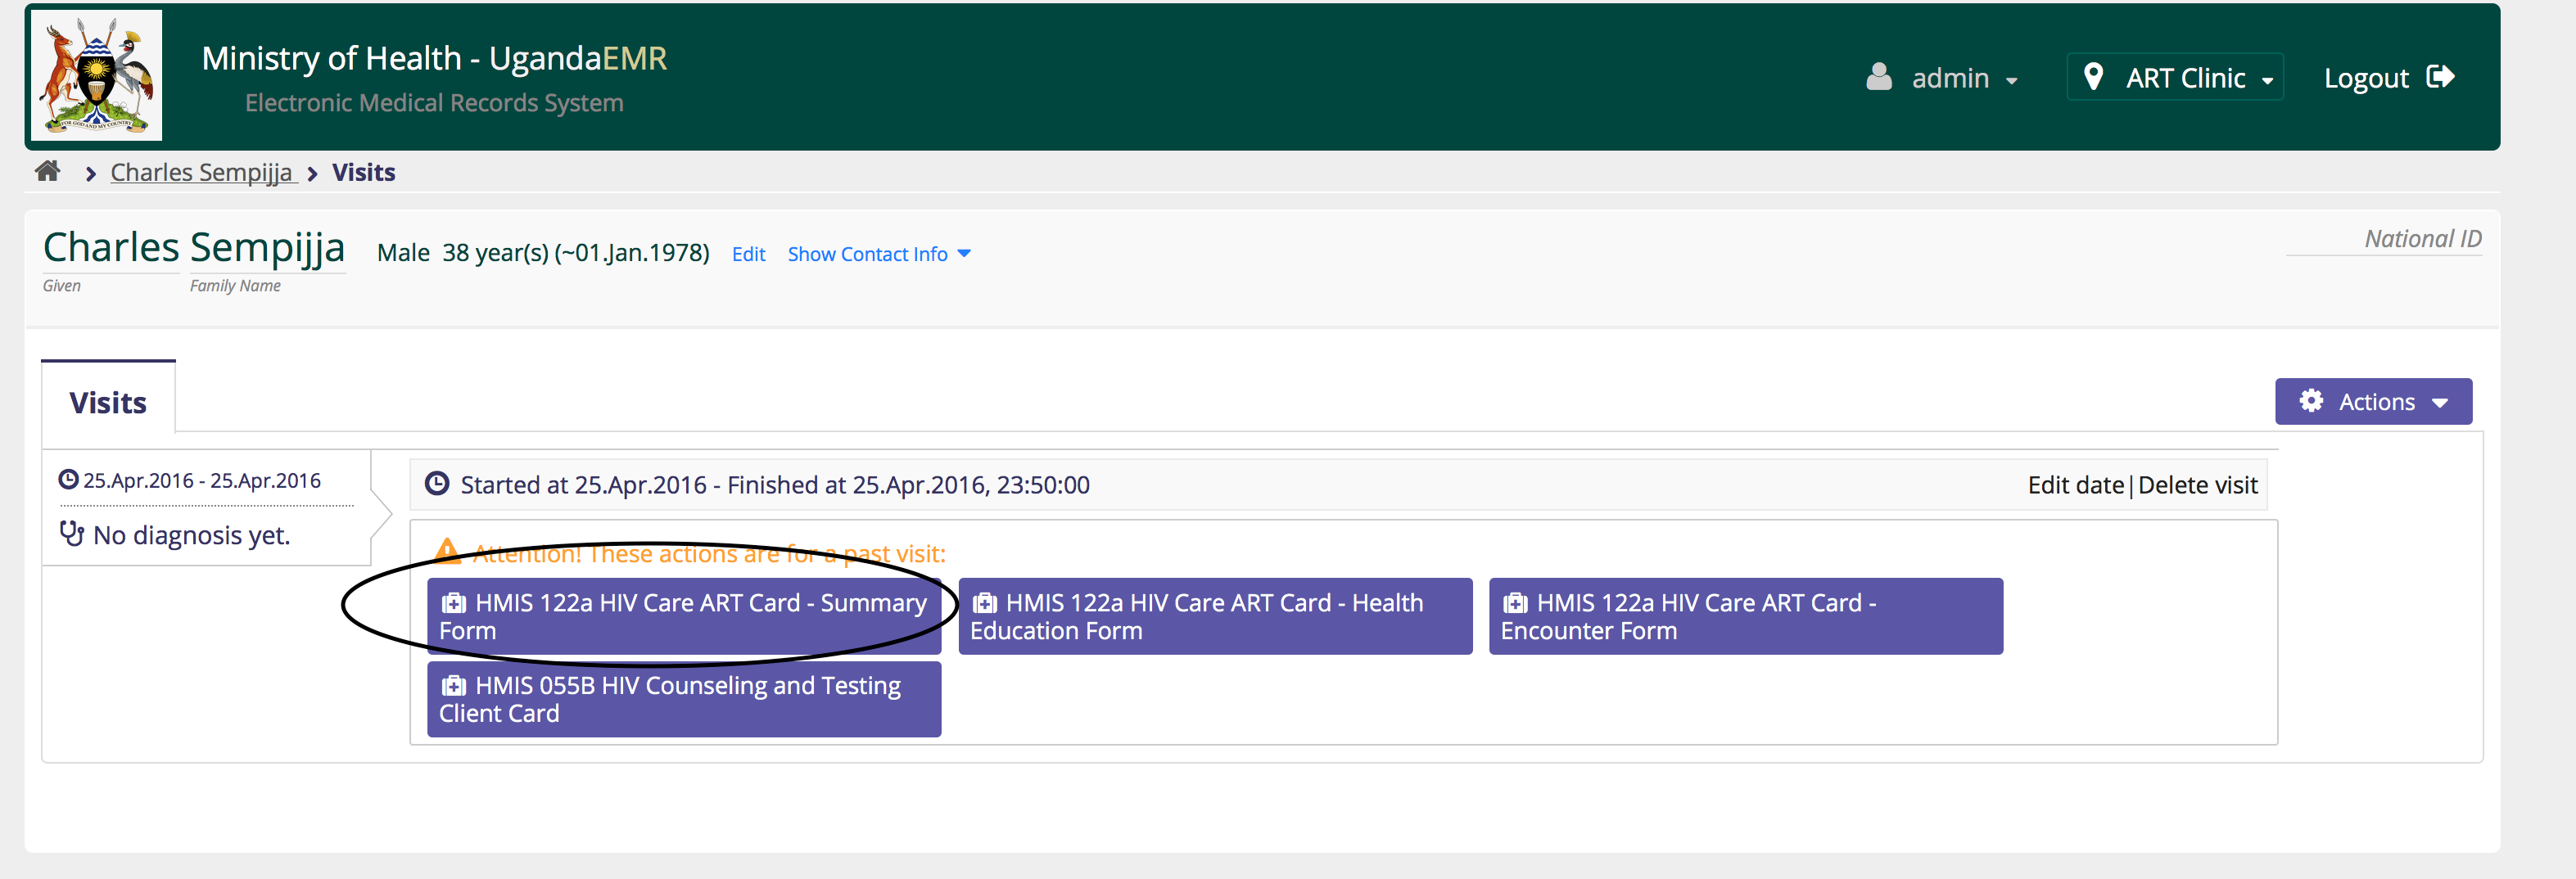 Ministry of Health - UgandaEMR
Electronic Medical Records System
admin
ART Clinic
Logout
FOR GOD AND MY COUNTRY
Charles Sempijja
Visits
Charles Sempijja
Given
Family Name
Male 38 year(s) (~01.Jan.1978)
Edit
Show Contact Info
National ID
Visits
Actions
25.Apr.2016 - 25.Apr.2016
No diagnosis yet.
Started at 25.Apr.2016 - Finished at 25.Apr.2016, 23:50:00
Edit date|Delete visit
Attention! These actions are for a past visit:
HMIS 122a HIV Care ART Card - Summary
Form
HMIS 122a HIV Care ART Card - Health
Education Form
HMIS 122a HIV Care ART Card -
Encounter Form
HMIS 055B HIV Counseling and Testing
Client Card